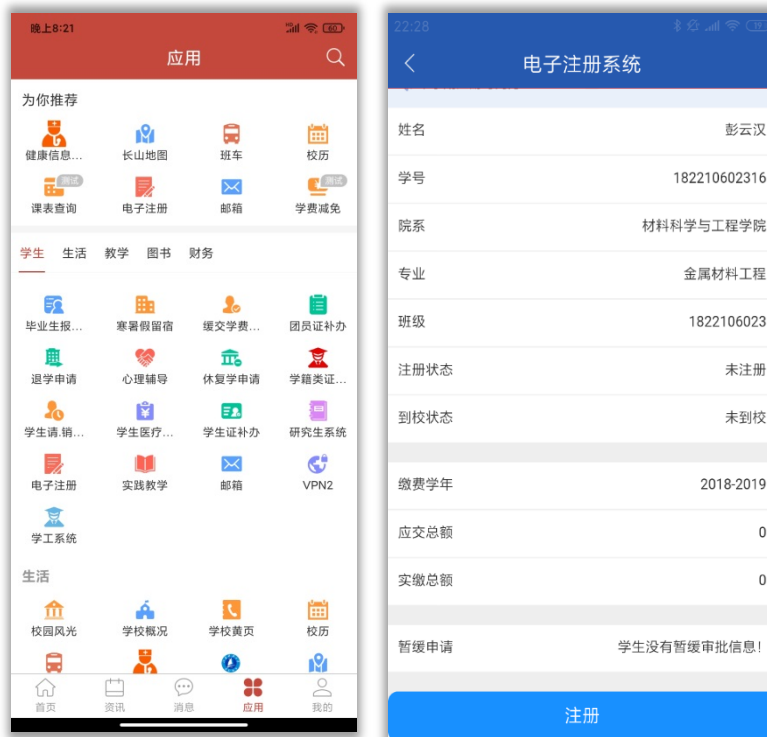 晚上8:21
5G 60
应用
为你推荐
健康信息... 长山地图 班车 校历
测试 测试
课表查询 电子注册 邮箱 学费减免
学生 生活 教学 图书 财务
毕业生报... 寒暑假留宿 缓交学费... 团员证补办
退学申请 心理辅导 休复学申请 学籍类证...
学生请.销... 学生医疗... 学生证补办 研究生系统
电子注册 实践教学 邮箱 VPN2
学工系统
生活
校园风光 学校概况 学校黄页 校历
首页 资讯 消息 应用 我的
22:28
电子注册系统
姓名 彭云汉
学号 182210602316
院系 材料科学与工程学院
专业 金属材料工程
班级 1822106023
注册状态 未注册
到校状态 未到校
缴费学年 2018-2019
应交总额 0
实缴总额 0
暂缓申请 学生没有暂缓审批信息！
注册